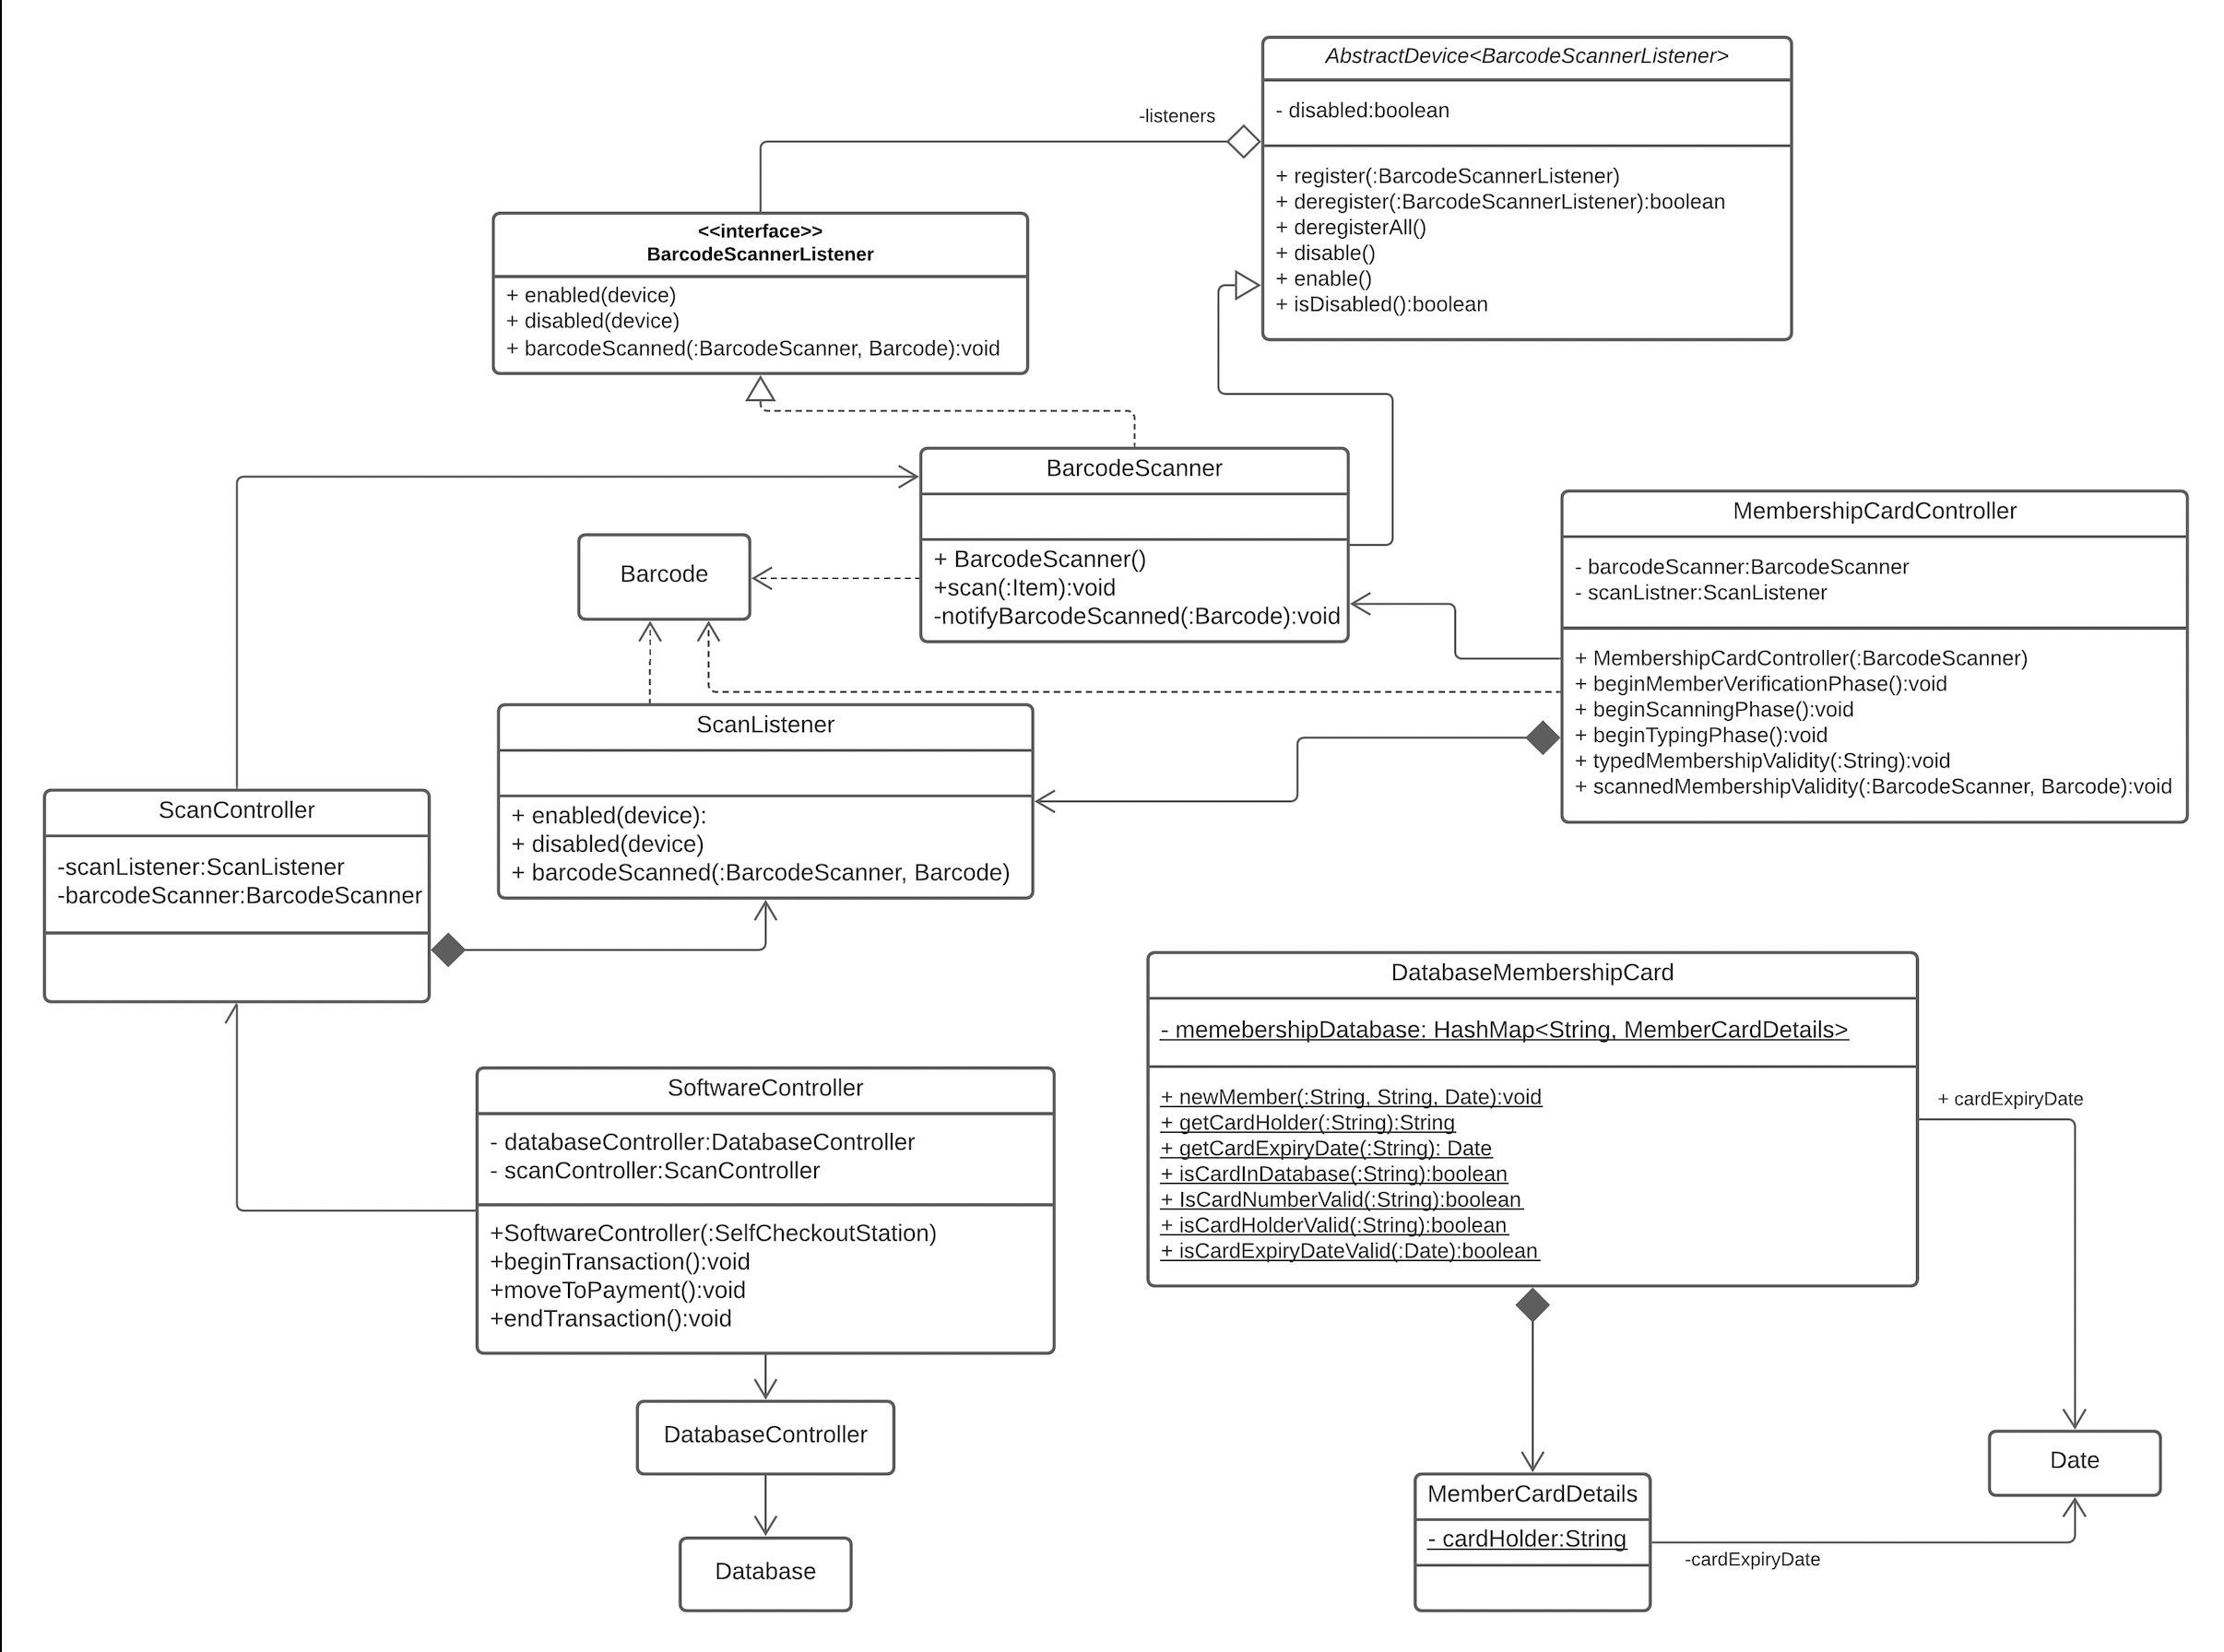 AbstractDevice<BarcodeScannerListener>
- disabled:boolean
+ register(:BarcodeScannerListener)
+ deregister(:BarcodeScannerListener):boolean
+ deregisterAll()
+ disable()
+ enable()
+ isDisabled():boolean
-listeners
<<interface>>
BarcodeScannerListener
+ enabled(device)
+ disabled(device)
+ barcodeScanned(:BarcodeScanner, Barcode):void
BarcodeScanner
+ BarcodeScanner()
+scan(:Item):void
-notifyBarcodeScanned(:Barcode):void
Barcode
MembershipCardController
- barcodeScanner:BarcodeScanner
- scanListner:ScanListener
+ MembershipCardController(:BarcodeScanner)
+ beginMemberVerificationPhase():void
+ beginScanningPhase():void
+ beginTypingPhase():void
+ typedMembershipValidity(:String):void
+ scannedMembershipValidity(:BarcodeScanner, Barcode):void
ScanListener
+ enabled(device):
+ disabled(device)
+ barcodeScanned(:BarcodeScanner, Barcode)
ScanController
-scanListener:ScanListener
-barcodeScanner:BarcodeScanner
DatabaseMembershipCard
- memebershipDatabase: HashMap<String, MemberCardDetails>
+ newMember(:String, String, Date):void
+ getCardHolder(:String):String
+ getCardExpiryDate(:String): Date
+ isCardInDatabase(:String):boolean
+ IsCardNumberValid(:String):boolean
+ isCardHolderValid(:String):boolean
+ isCardExpiryDateValid(:Date):boolean
+ cardExpiryDate
SoftwareController
- databaseController:DatabaseController
- scanController:ScanController
+SoftwareController(:SelfCheckoutStation)
+beginTransaction():void
+moveToPayment():void
+endTransaction():void
DatabaseController
Database
MemberCardDetails
- cardHolder:String
-cardExpiryDate
Date